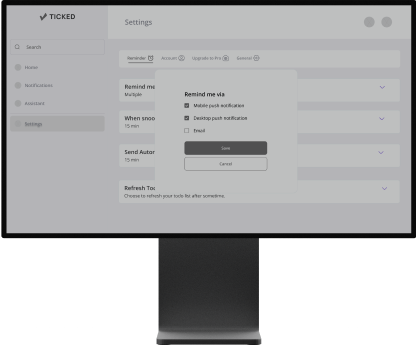 TICKED
Settings
Search
Home
Notifications
Assistant
Settings
Reminder Account Upgrade to Pro General
Remind me
Multiple
Remind me via
Mobile push notification
Desktop push notification
Email
Save
Cancel
When snoo
15 min
Send Autor
15 min
Refresh Toc
Choose to refresh your todo list after sometime.